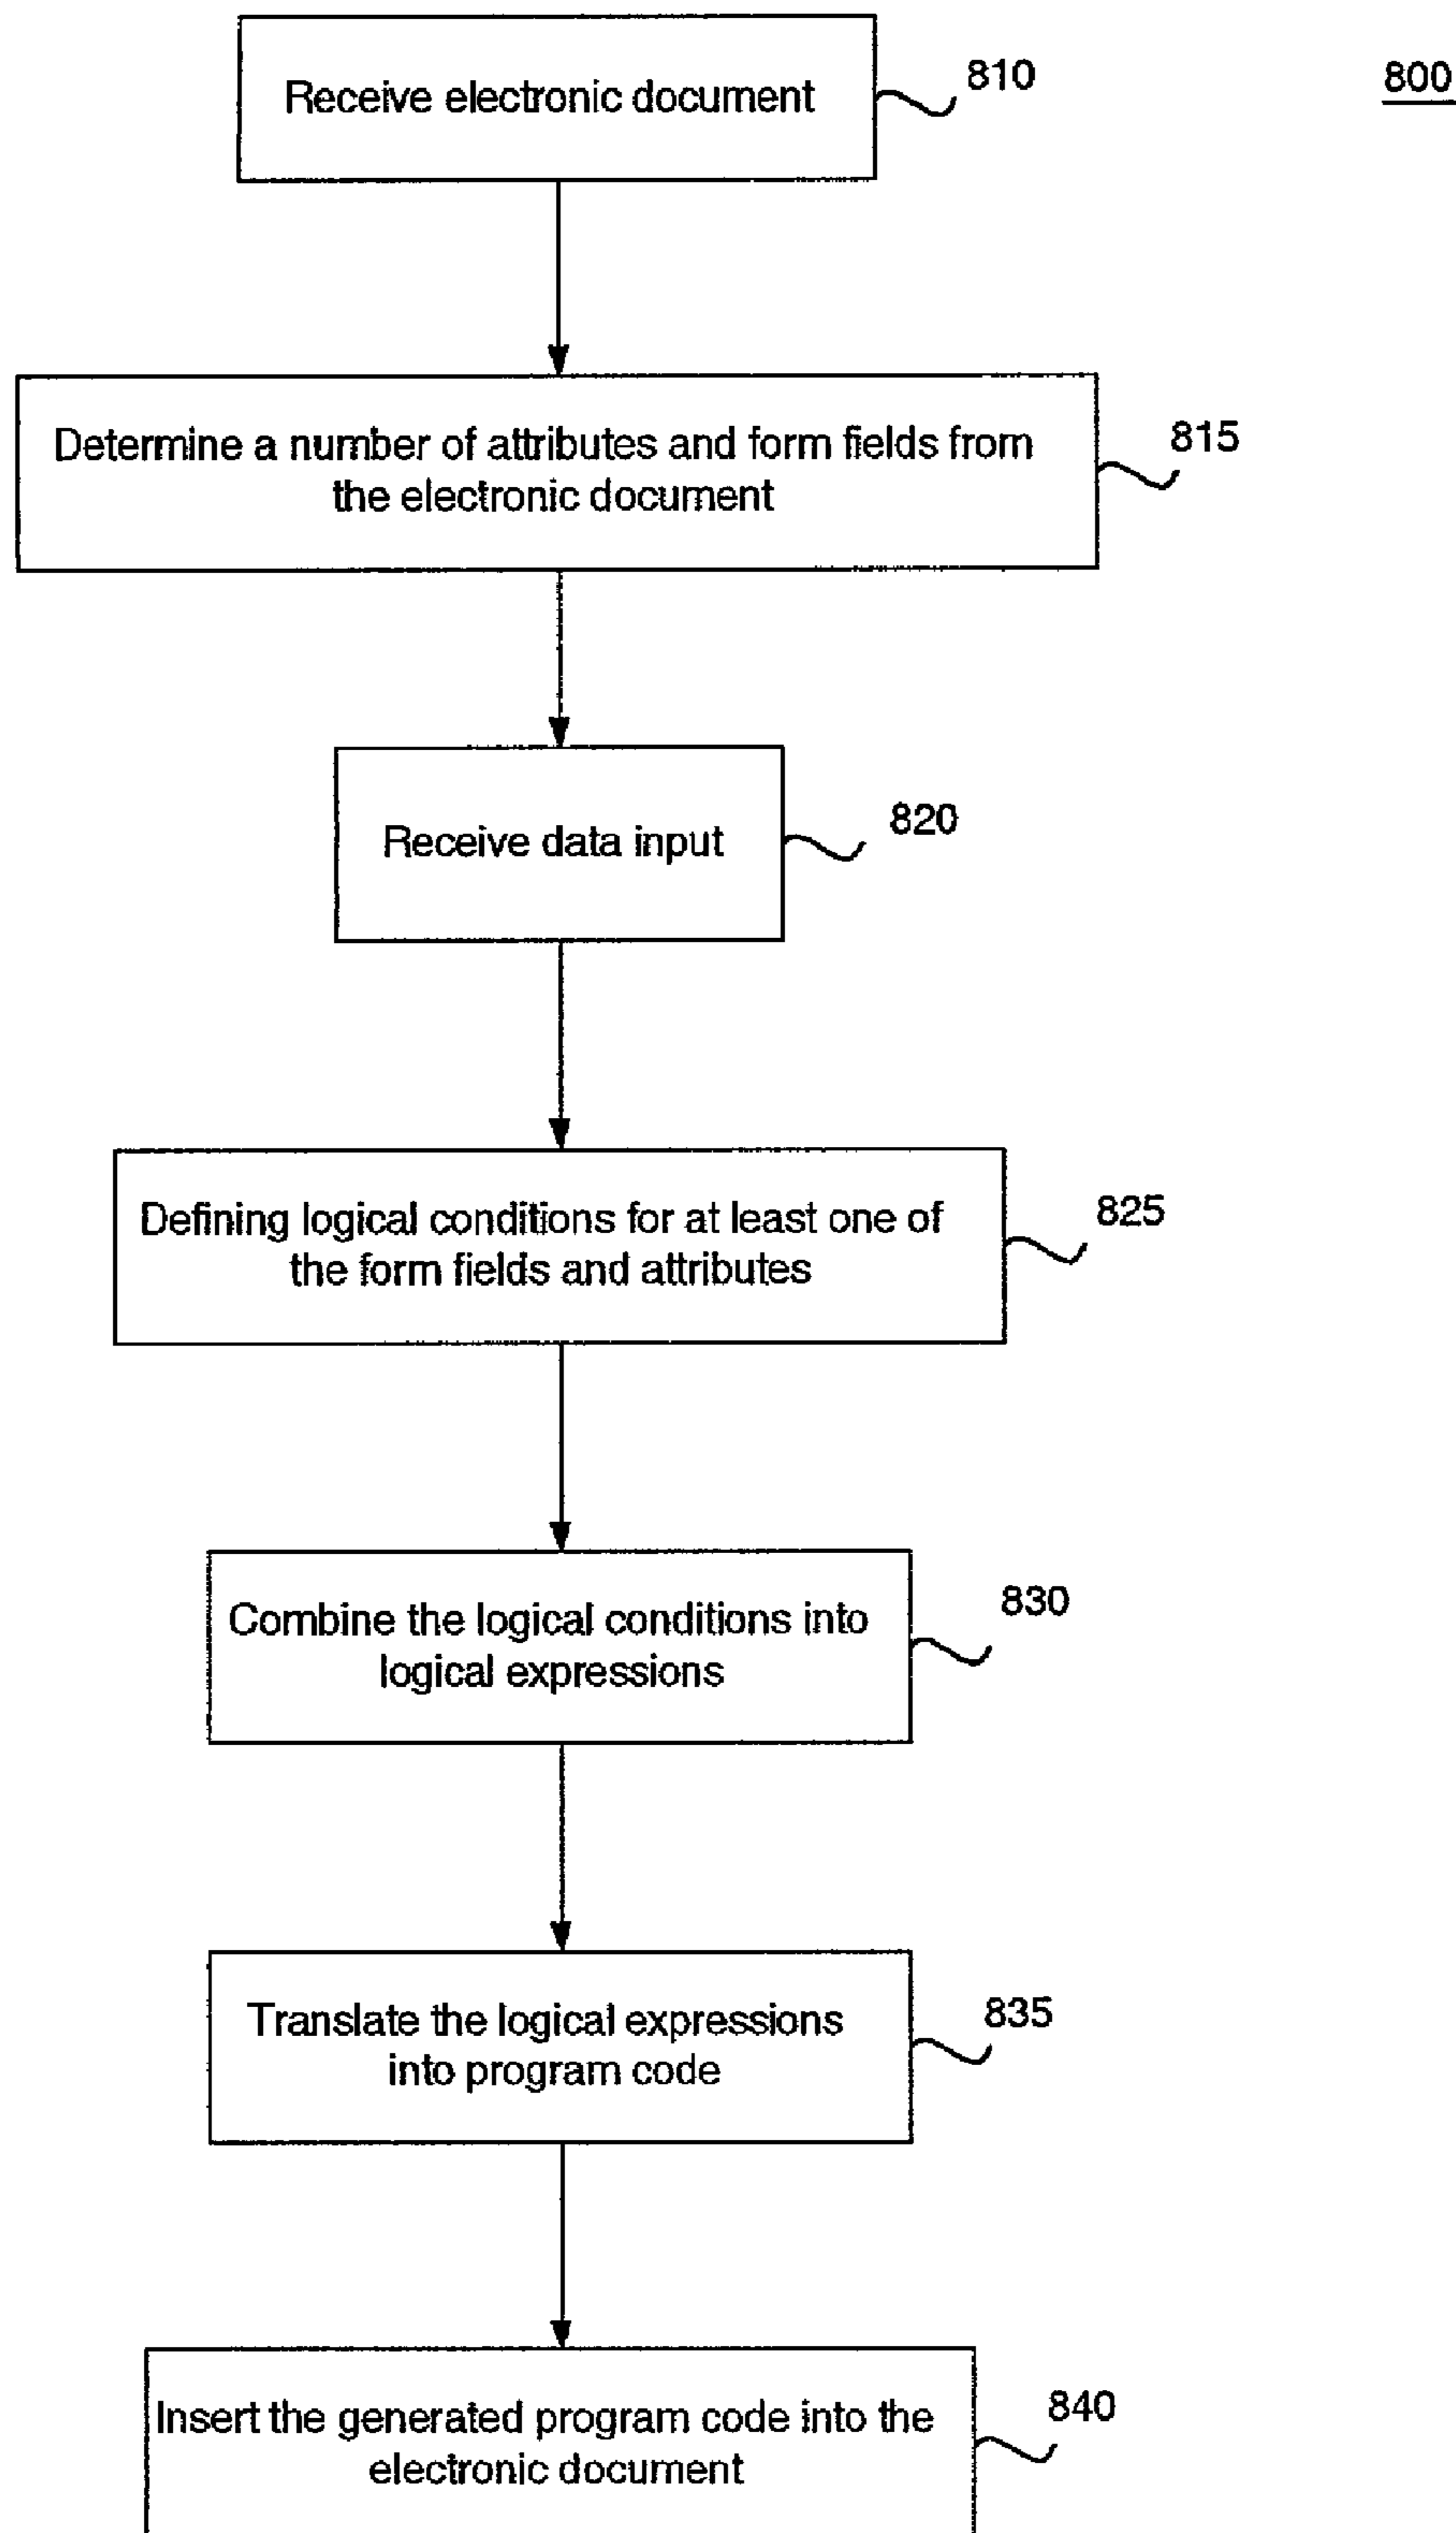 Receive electronic document
810
800
Determine a number of attributes and form fields from
the electronic document
815
Receive data input
820
Defining logical conditions for at least one of
the form fields and attributes
825
Combine the logical conditions into
logical expressions
830
Translate the logical expressions
into program code
835
Insert the generated program code into the
electronic document
840